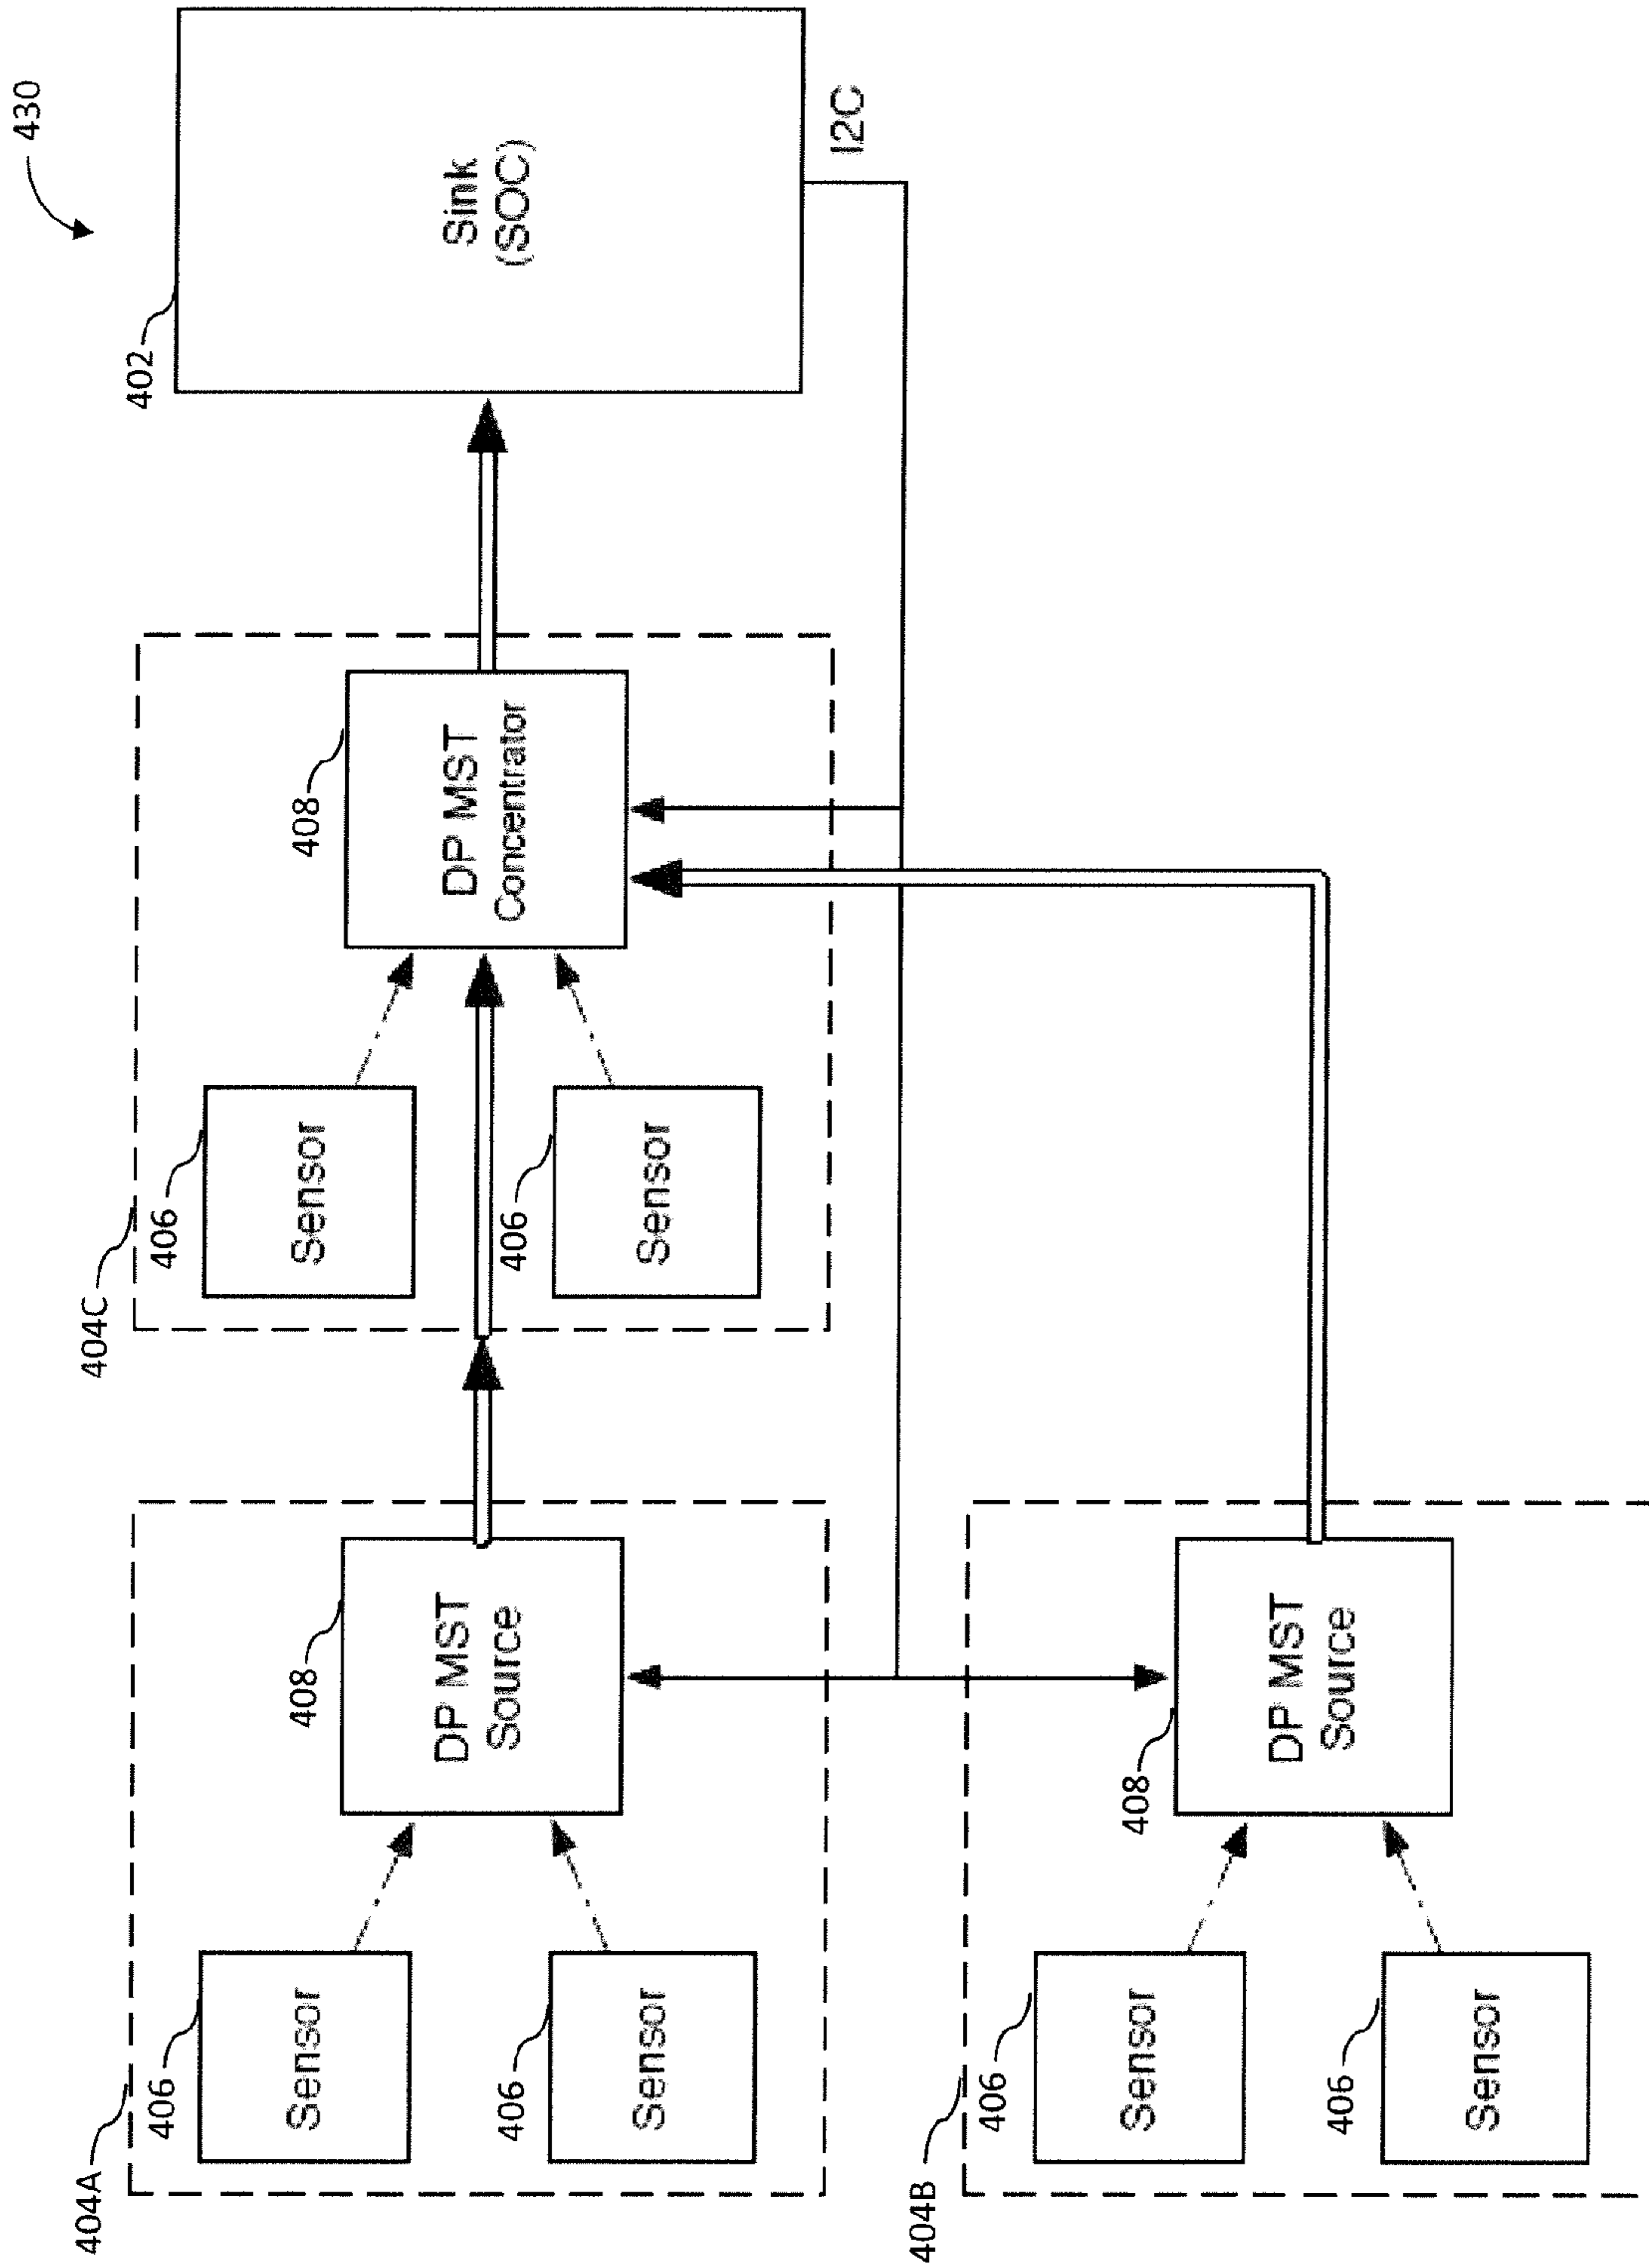 430
402
Sink
(SOC)
I2C
404C
408
DP MST
Concentrator
406
Sensor
406
Sensor
404A
408
DP MST
Source
406
Sensor
406
Sensor
404B
408
DP MST
Source
406
Sensor
406
Sensor